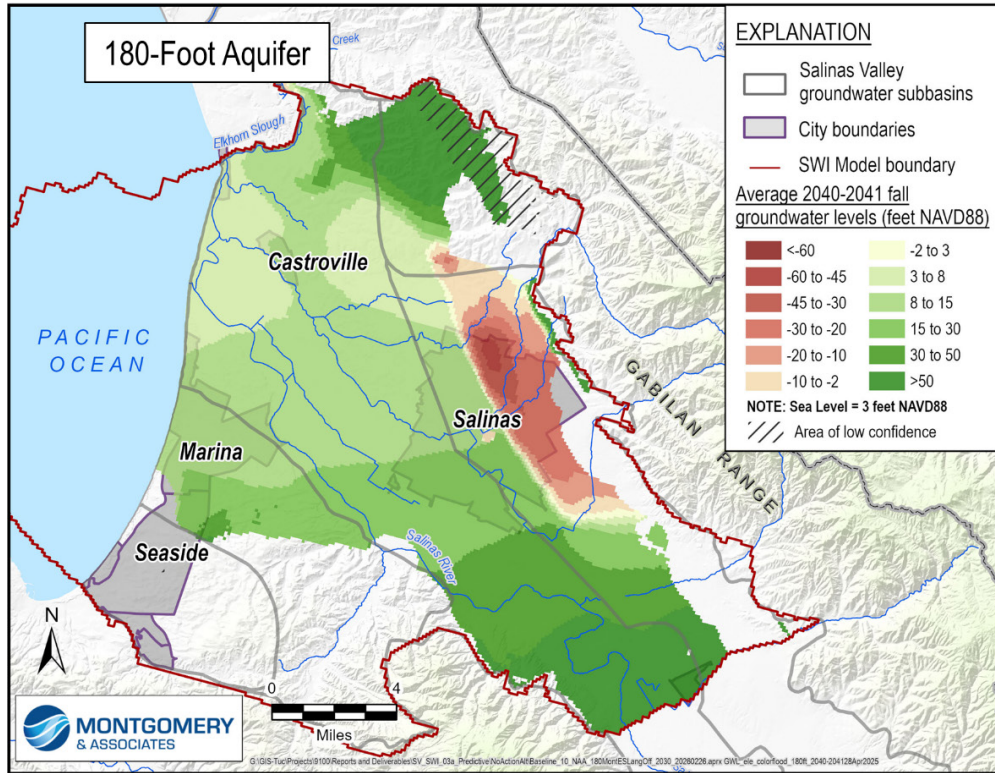 180-Foot Aquifer
Creek
Elkhorn Slough
Castroville
PACIFIC
OCEAN
Salinas
Marina
Seaside
Salinas
River
GABILAN RANGE
N
0 4
Miles
MONTGOMERY
& ASSOCIATES
EXPLANATION
Salinas Valley
groundwater subbasins
City boundaries
SWI Model boundary
Average 2040-2041 fall
groundwater levels (feet NAVD88)
<-60 -2 to 3
-60 to -45 3 to 8
-45 to -30 8 to 15
-30 to -20 15 to 30
-20 to -10 30 to 50
-10 to -2 >50
NOTE: Sea Level = 3 feet NAVD88
Area of low confidence